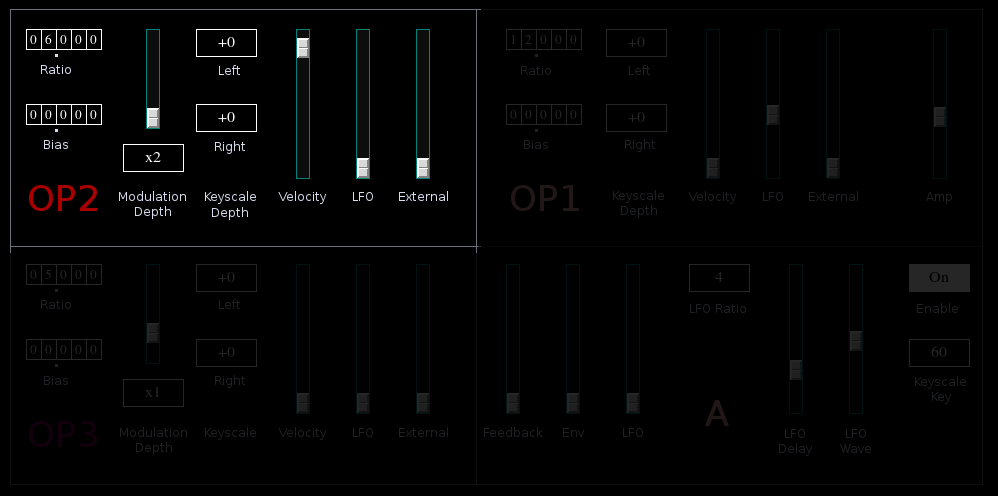 0 6 0 0 0
Ratio
+0
Left
0 0 0 0 0
Bias
x2
+0
Right
OP2
Modulation
Depth
Keyscale
Depth
Velocity
LFO
External
1 2 0 0 0
Ratio
+0
Left
0 0 0 0 0
Bias
+0
Right
OP1
Keyscale
Depth
Velocity
LFO
External
Amp
0 5 0 0 0
Ratio
+0
Left
0 0 0 0 0
Bias
x1
+0
Right
OP3
Modulation
Depth
Keyscale
Velocity
LFO
External
Feedback
Env
LFO
4
LFO Ratio
A
LFO
Delay
LFO
Wave
On
Enable
60
Keyscale
Key